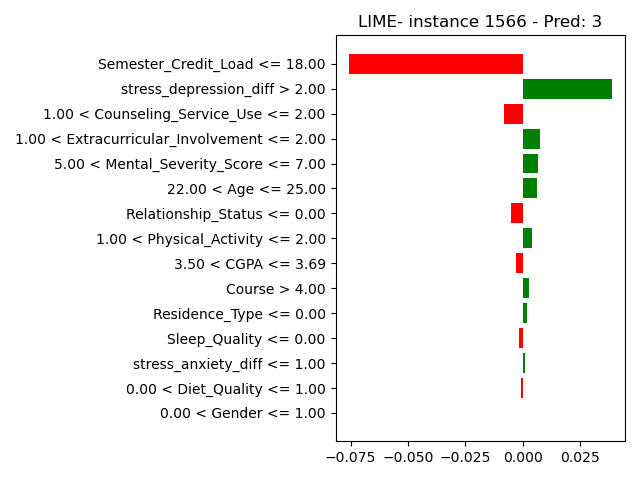 LIME- instance 1566 - Pred: 3
Semester_Credit_Load <= 18.00
stress_depression_diff > 2.00
1.00 < Counseling_Service_Use <= 2.00
1.00 < Extracurricular_Involvement <= 2.00
5.00 < Mental_Severity_Score <= 7.00
22.00 < Age <= 25.00
Relationship_Status <= 0.00
1.00 < Physical_Activity <= 2.00
3.50 < CGPA <= 3.69
Course > 4.00
Residence_Type <= 0.00
Sleep_Quality <= 0.00
stress_anxiety_diff <= 1.00
0.00 < Diet_Quality <= 1.00
0.00 < Gender <= 1.00
−0.075 −0.050 −0.025 0.000 0.025